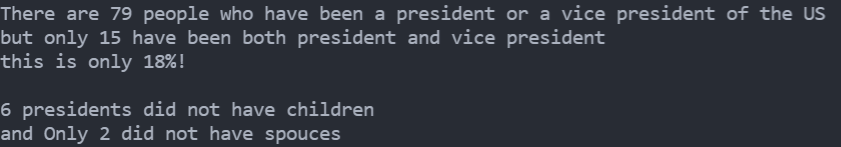 There are 79 people who have been a president or a vice president of the US
but only 15 have been both president and vice president
this is only 18%!
6 presidents did not have children
and Only 2 did not have spouces